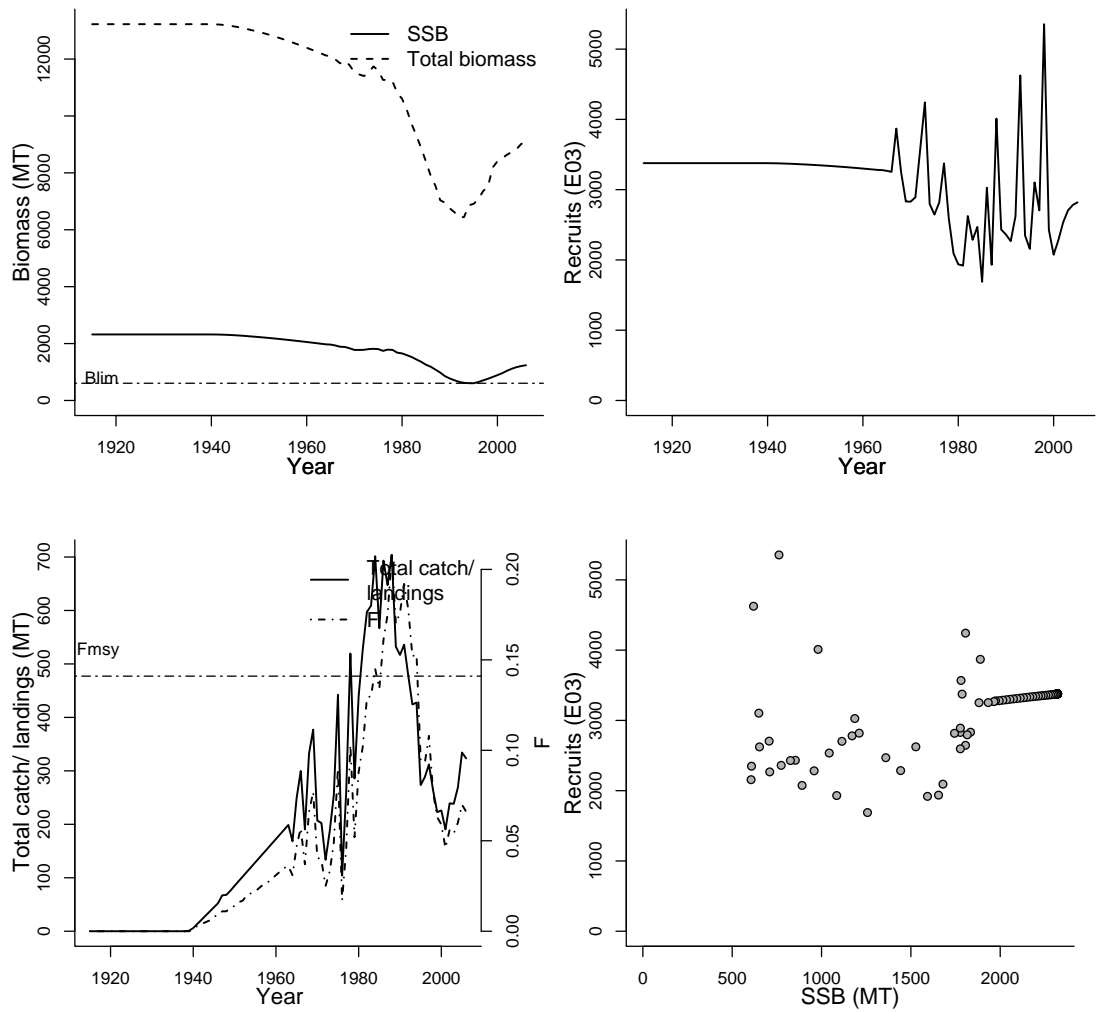 SSB
Total biomass
Biomass (MT)
0 2000 4000 6000 8000 12000
Blim
1920 1940 1960 1980 2000
Year
Recruits (E03)
0 1000 2000 3000 4000 5000
1920 1940 1960 1980 2000
Year
Total catch/
landings
F
Total catch/ landings (MT)
0 100 200 300 400 500 600 700
Fmsy
0.00 0.05 0.10 0.15 0.20
F
1920 1940 1960 1980 2000
Year
Recruits (E03)
0 1000 2000 3000 4000 5000
0 500 1000 1500 2000
SSB (MT)